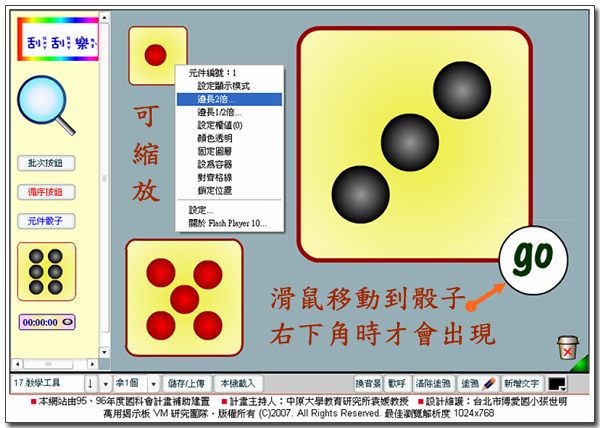 刮刮樂
批次按鈕
循序按鈕
元件骰子
00:00:00
可縮放
元件編號：1
設定顯示模式
邊長2倍...
邊長1/2倍...
設定權值(0)
顏色透明
固定圖層
設為容器
對齊格線
鎖定位置
設定...
關於 Flash Player 10...
go
滑鼠移動到骰子
右下角時才會出現
17.教學工具 拿1個 儲存/上傳 本機載入 換背景 歡呼 清除塗鴉 塗鴉 新增文字
■本網站由95、96年度國科會計畫補助建置 ■計畫主持人：中原大學教育研究所袁媛教授 ■設計維護：台北市博愛國小張世明
萬用揭示板 VM 研究團隊‧版權所有 (C)2007. All Rights Reserved. 最佳瀏覽解析度 1024x768